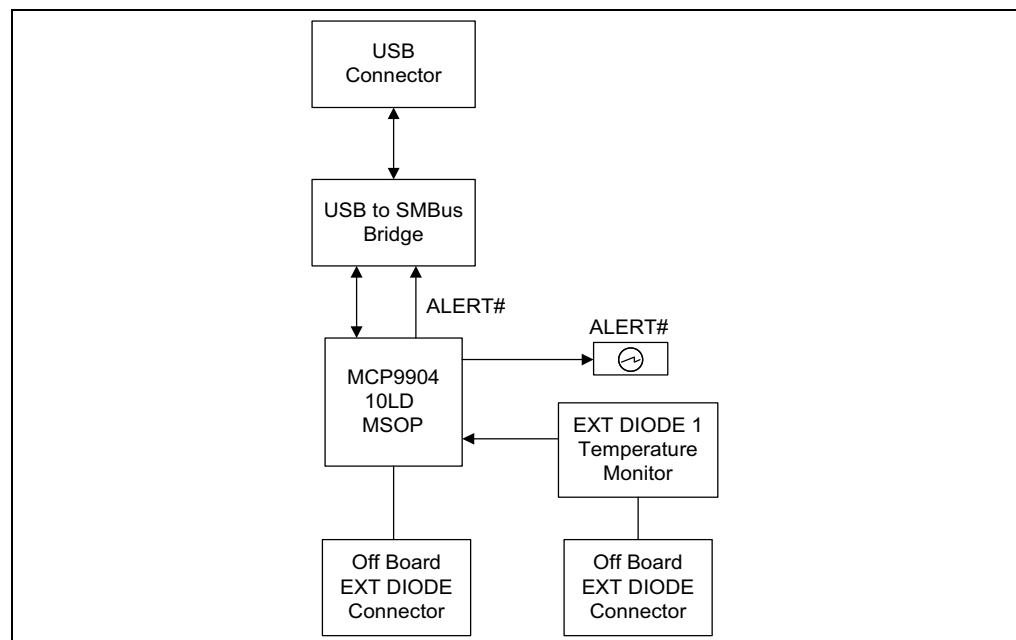 USB
Connector
USB to SMBus
Bridge
ALERT#
ALERT#
MCP9904
10LD
MSOP
EXT DIODE 1
Temperature
Monitor
Off Board
EXT DIODE
Connector
Off Board
EXT DIODE
Connector